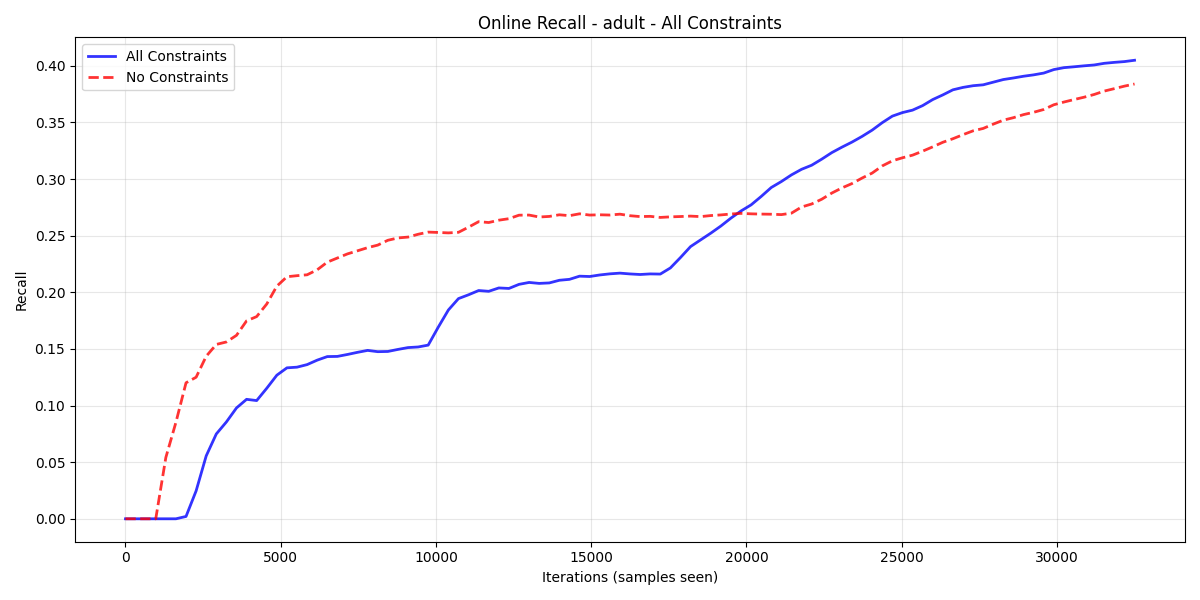 Online Recall - adult - All Constraints
All Constraints
No Constraints
0.40
0.35
0.30
0.25
0.20
0.15
0.10
0.05
0.00
Recall
0 5000 10000 15000 20000 25000 30000
Iterations (samples seen)